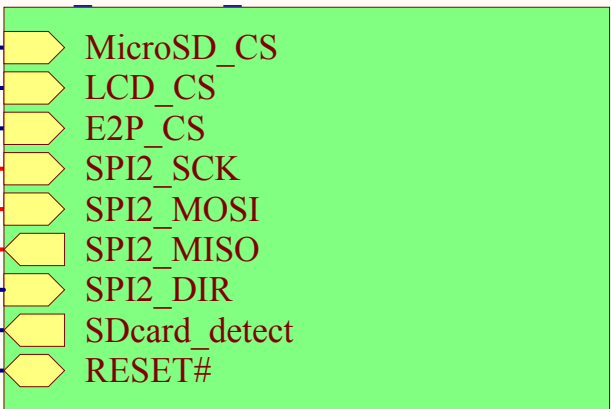 MicroSD_CS
LCD_CS
E2P_CS
SPI2_SCK
SPI2_MOSI
SPI2_MISO
SPI2_DIR
SDcard_detect
RESET#